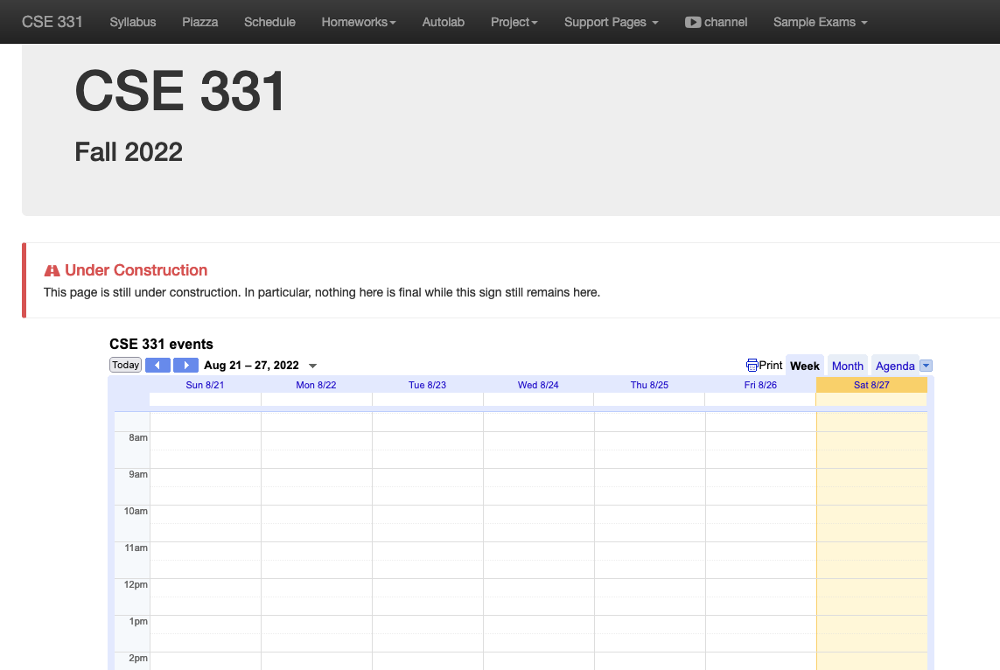 CSE 331 Syllabus Piazza Schedule Homeworks Autolab Project Support Pages channel Sample Exams
CSE 331
Fall 2022
Under Construction
This page is still under construction. In particular, nothing here is final while this sign still remains here.
CSE 331 events
Today Aug 21 – 27, 2022 Print Week Month Agenda
Sun 8/21 Mon 8/22 Tue 8/23 Wed 8/24 Thu 8/25 Fri 8/26 Sat 8/27
8am
9am
10am
11am
12pm
1pm
2pm